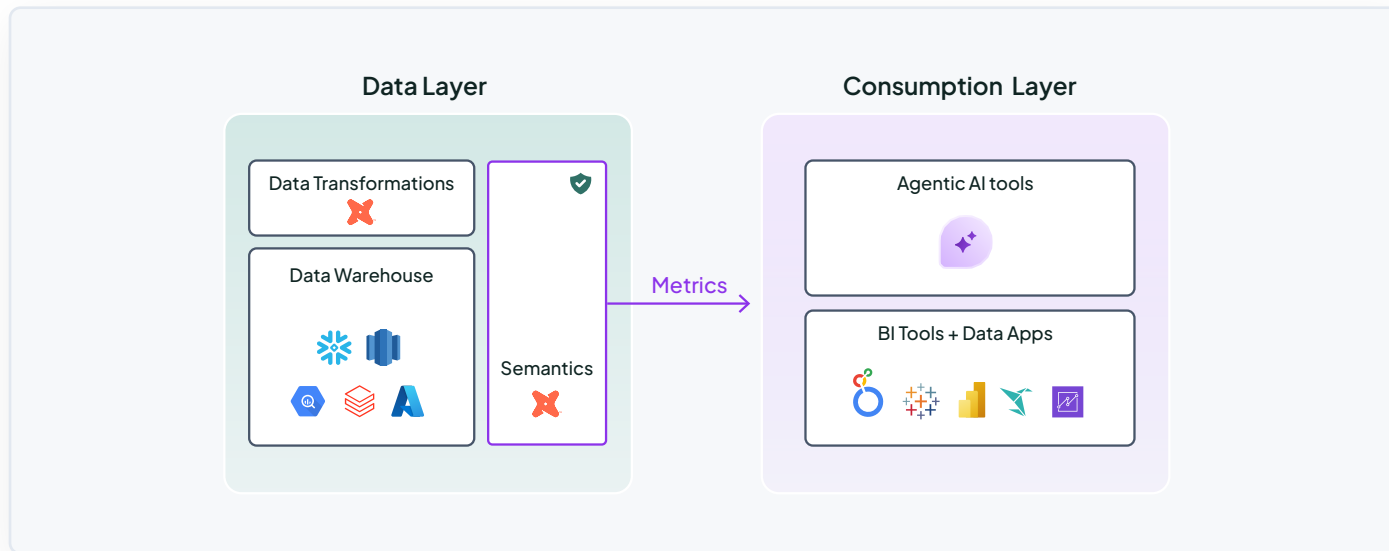 Data Layer
Consumption Layer
Data Transformations
Data Warehouse
Semantics
Metrics
Agentic AI tools
BI Tools + Data Apps